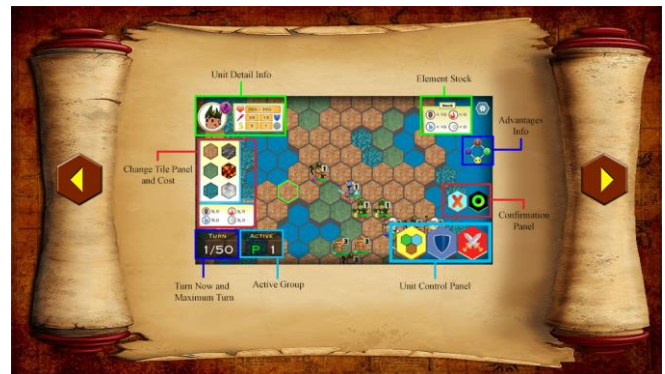 Unit Detail Info
Element Stock
Advantages
Info
Change Tile Panel
and Cost
Confirmation
Panel
TURN
1/50
ACTIVE
P 1
Turn Now and
Maximum Turn
Active Group
Unit Control Panel